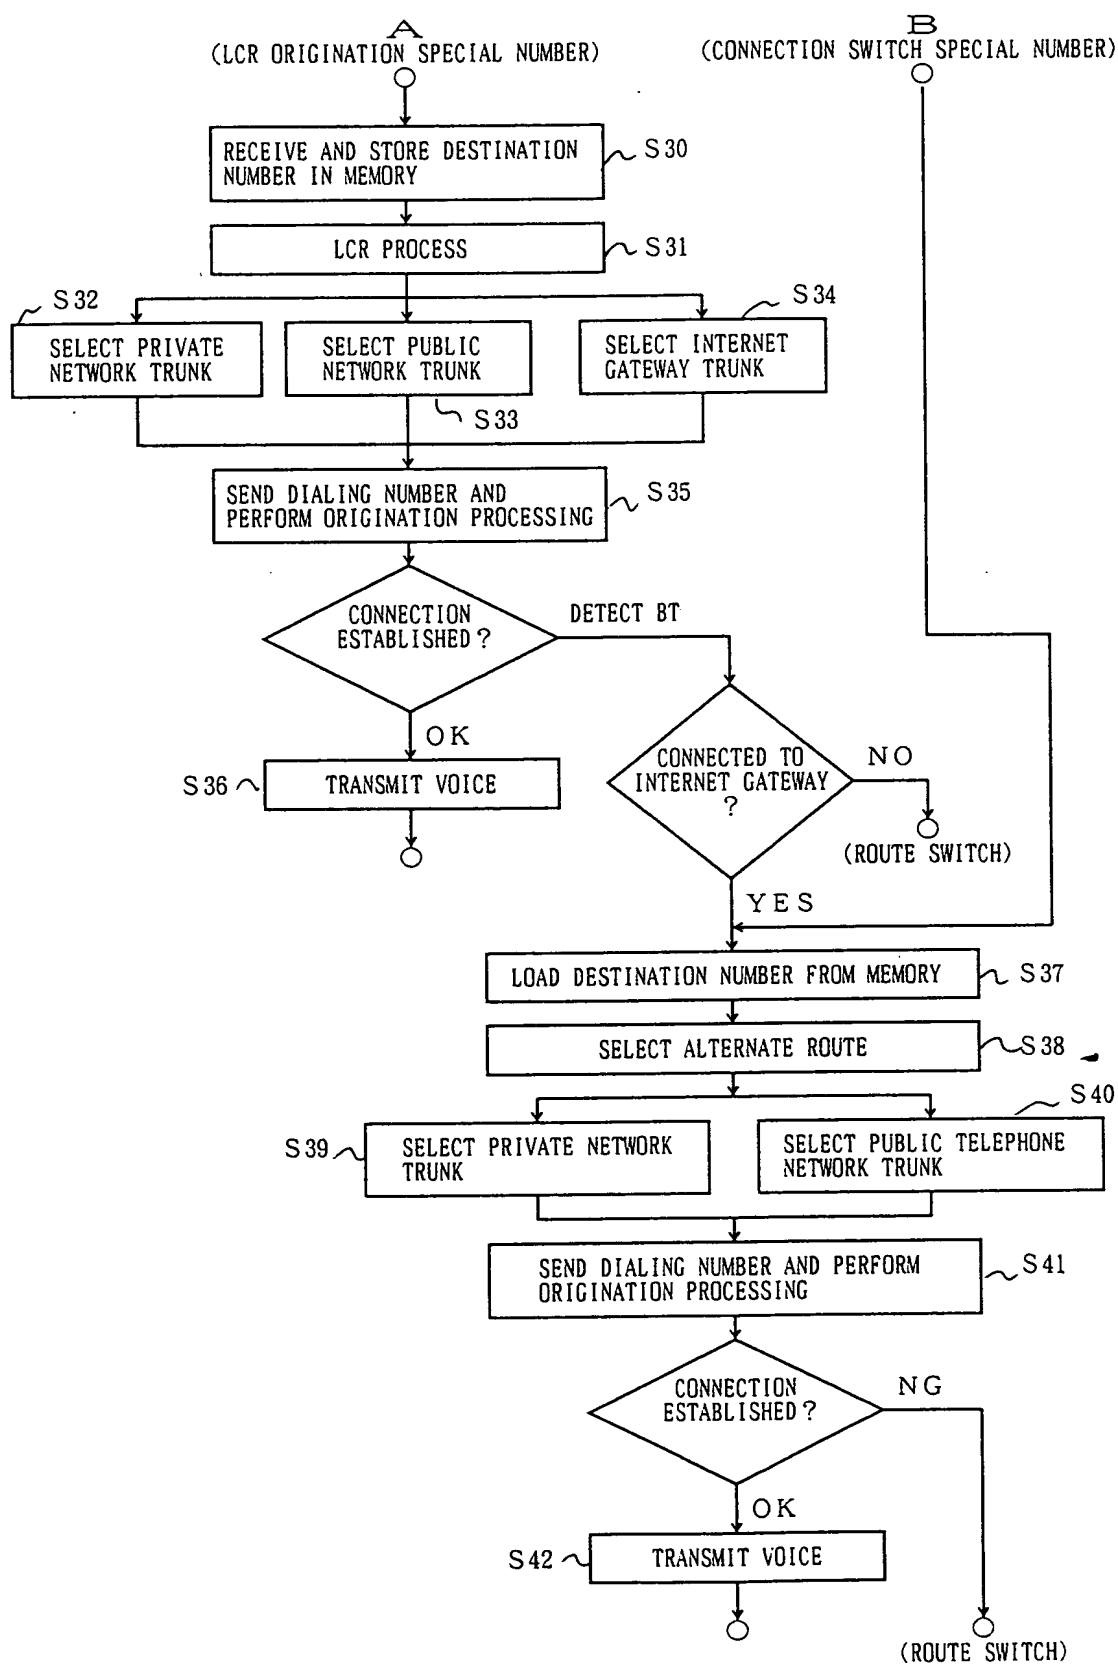 A
(LCR ORIGINATION SPECIAL NUMBER)
B
(CONNECTION SWITCH SPECIAL NUMBER)
RECEIVE AND STORE DESTINATION
NUMBER IN MEMORY
S30
LCR PROCESS
S31
S32
SELECT PRIVATE
NETWORK TRUNK
SELECT PUBLIC
NETWORK TRUNK
S33
S34
SELECT INTERNET
GATEWAY TRUNK
SEND DIALING NUMBER AND
PERFORM ORIGINATION PROCESSING
S35
CONNECTION
ESTABLISHED?
DETECT BT
OK
S36
TRANSMIT VOICE
CONNECTED TO
INTERNET GATEWAY
?
NO
(ROUTE SWITCH)
YES
LOAD DESTINATION NUMBER FROM MEMORY
S37
SELECT ALTERNATE ROUTE
S38
S39
SELECT PRIVATE NETWORK
TRUNK
S40
SELECT PUBLIC TELEPHONE
NETWORK TRUNK
SEND DIALING NUMBER AND PERFORM
ORIGINATION PROCESSING
S41
CONNECTION
ESTABLISHED?
NG
OK
S42
TRANSMIT VOICE
(ROUTE SWITCH)